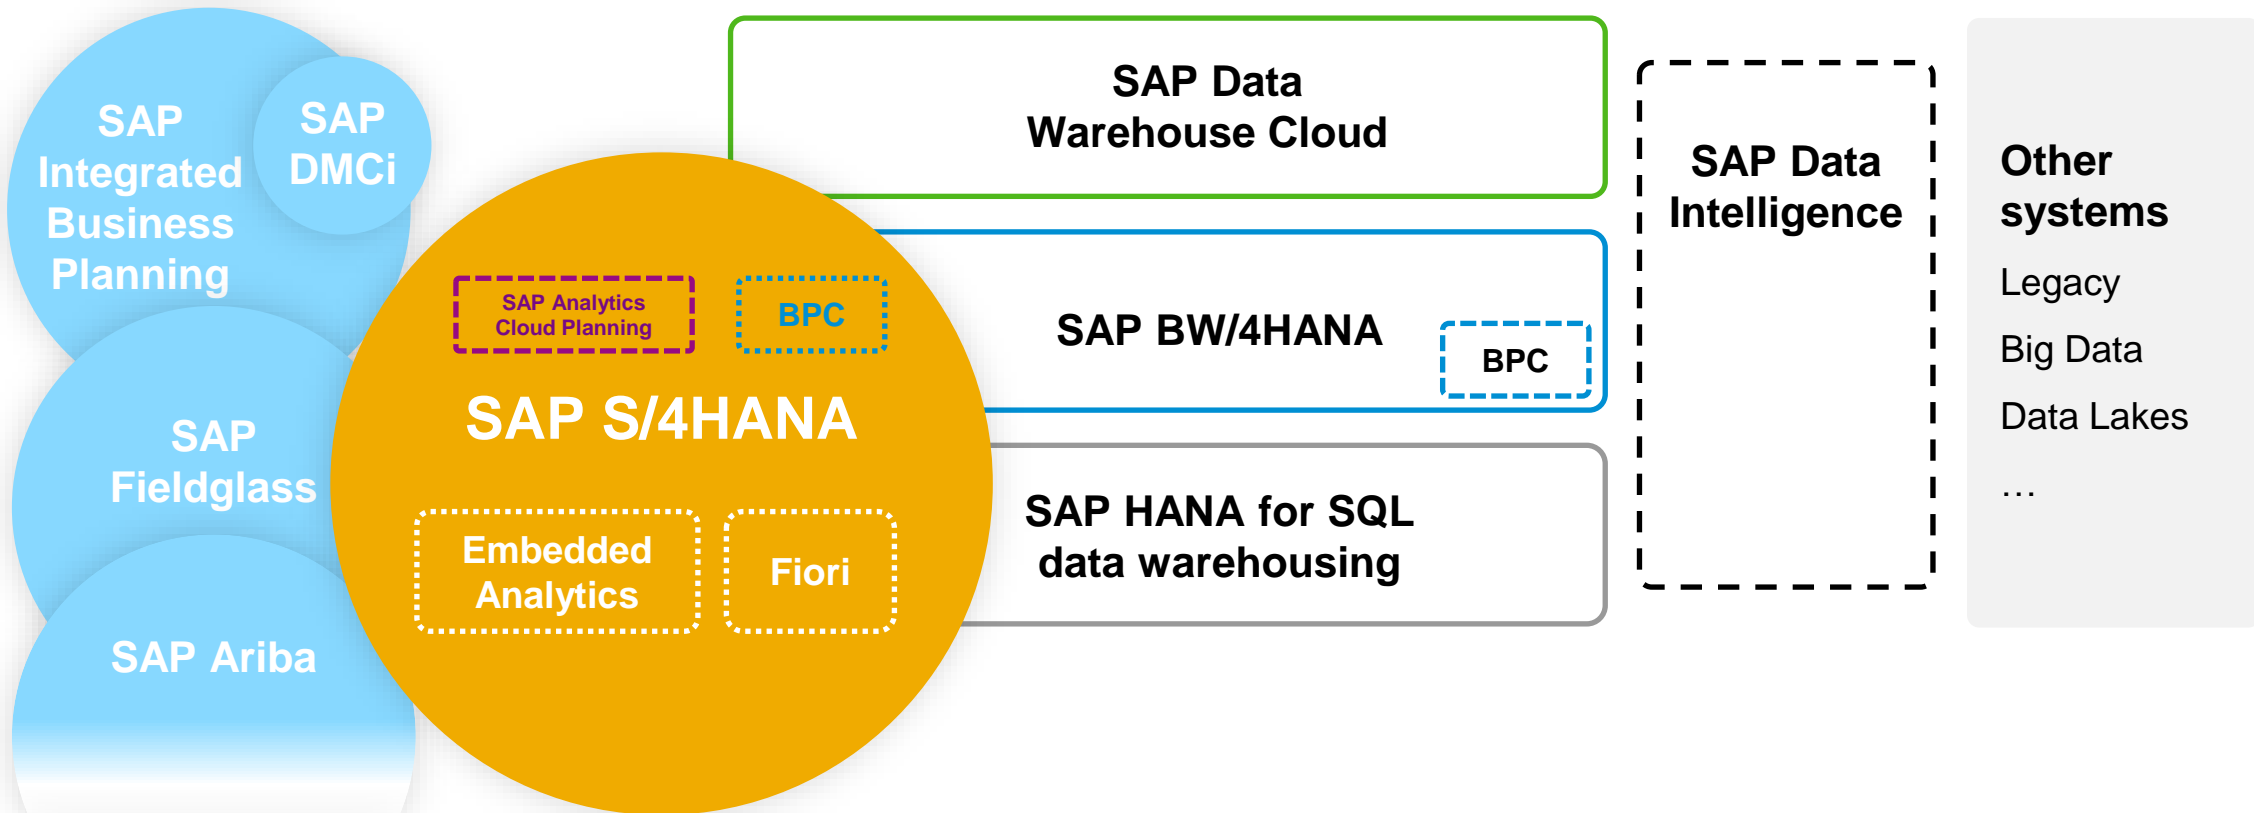 SAP
Integrated
Business
Planning
SAP
DMCi
SAP
Fieldglass
SAP Ariba
SAP Analytics
Cloud Planning
BPC
SAP S/4HANA
Embedded
Analytics
Fiori
SAP Data
Warehouse Cloud
SAP BW/4HANA
BPC
SAP HANA for SQL
data warehousing
SAP Data
Intelligence
Other
systems
Legacy
Big Data
Data Lakes
…